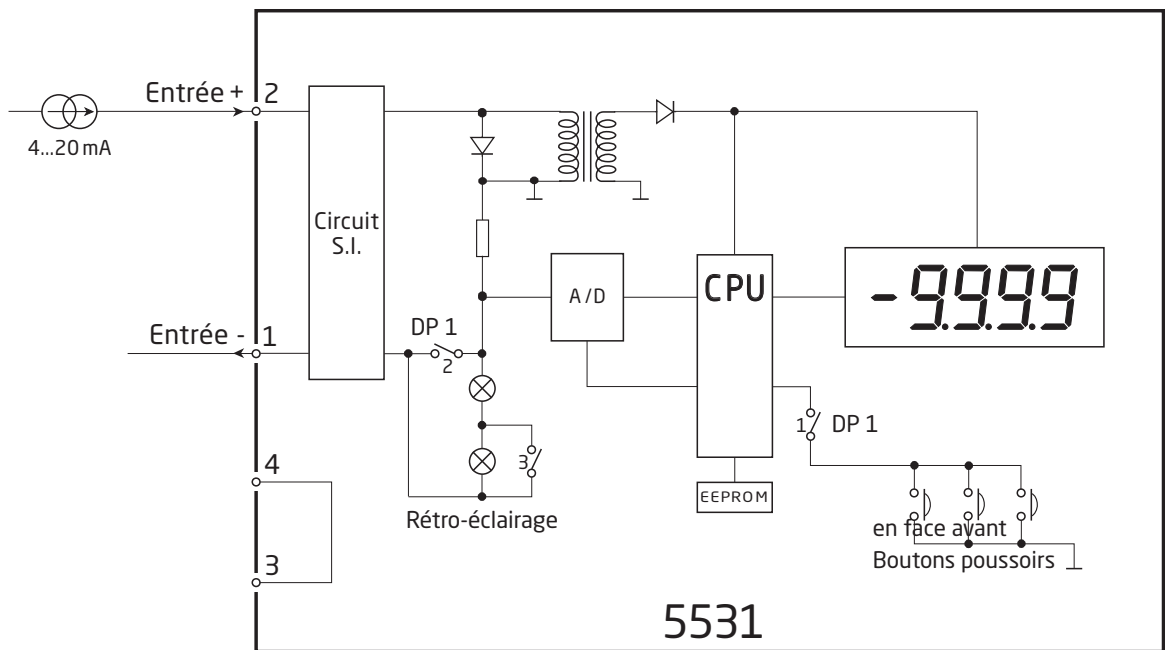 Entrée +
2
4...20 mA
Circuit
S.I.
A/D
CPU
-9.9.9.9
Entrée -
1
DP 1
2
1
DP 1
3
4
EEPROM
Rétro-éclairage
en face avant
Boutons poussoirs
3
5531